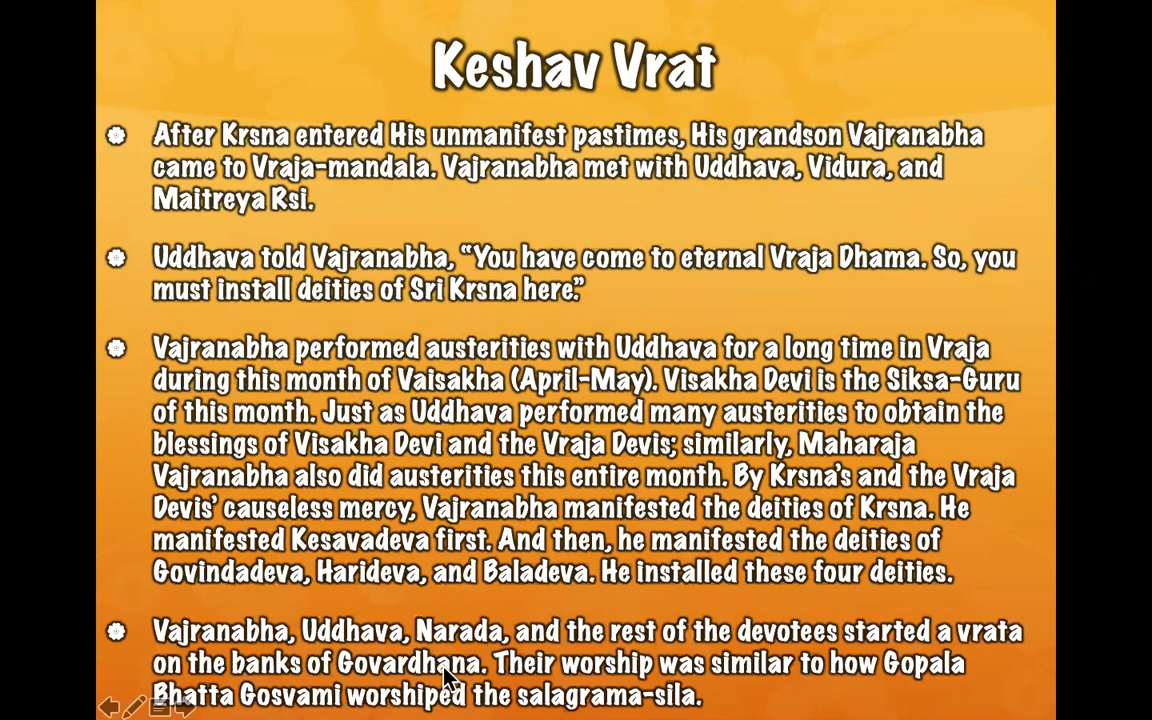 Keshav Vrat
After Krsna entered His unmanifest pastimes, His grandson Vajranabha
came to Vraja-mandala. Vajranabha met with Uddhava, Vidura, and
Maitreya Rsi.
Uddhava told Vajranabha, “You have come to eternal Vraja Dhama. So, you
must install deities of Sri Krsna here.”
Vajranabha performed austerities with Uddhava for a long time in Vraja
during this month of Vaisakha (April-May). Visakha Devi is the Siksa-Guru
of this month. Just as Uddhava performed many austerities to obtain the
blessings of Visakha Devi and the Vraja Devis; similarly, Maharaja
Vajranabha also did austerities this entire month. By Krsna’s and the Vraja
Devis’ causeless mercy, Vajranabha manifested the deities of Krsna. He
manifested Kesavadeva first. And then, he manifested the deities of
Govindadeva, Harideva, and Baladeva. He installed these four deities.
Vajranabha, Uddhava, Narada, and the rest of the devotees started a vrata
on the banks of Govardhana. Their worship was similar to how Gopala
Bhatta Gosvami worshiped the salagrama-sila.